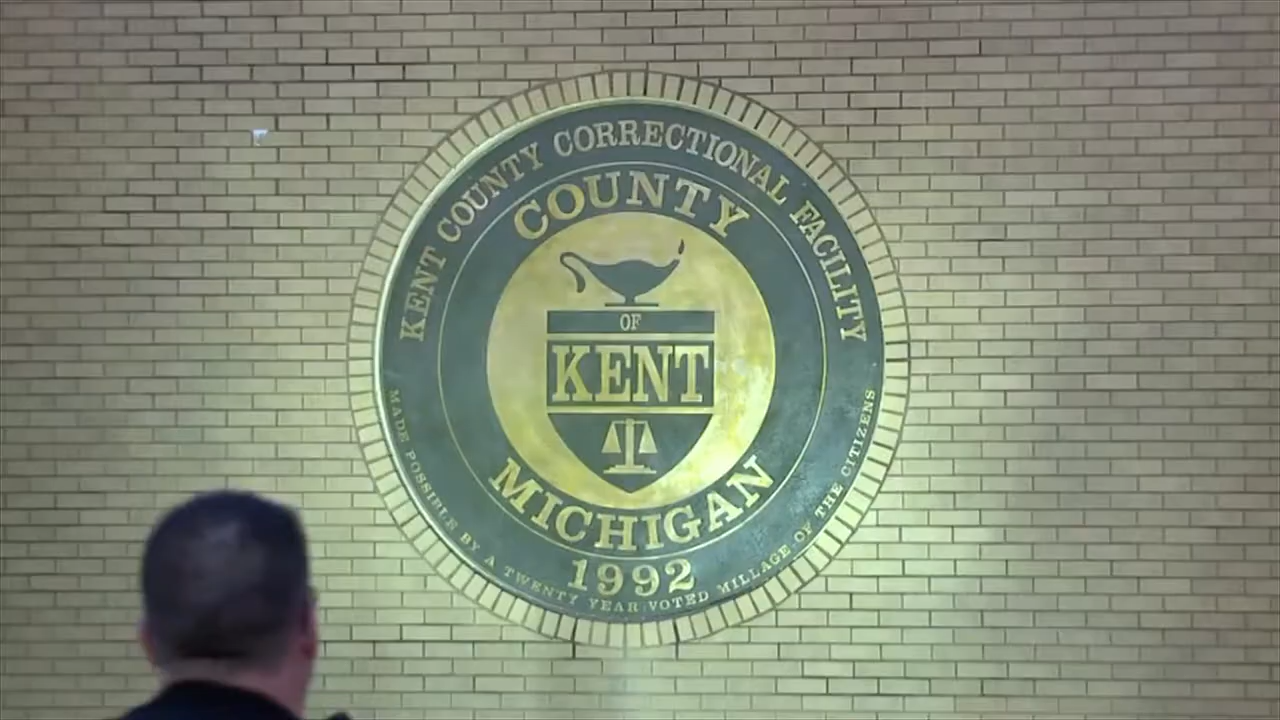 KENT COUNTY CORRECTIONAL FACILITY
COUNTY
OF
KENT
MICHIGAN
1992
MADE POSSIBLE BY A TWENTY YEAR VOTED MILLAGE OF THE CITIZENS